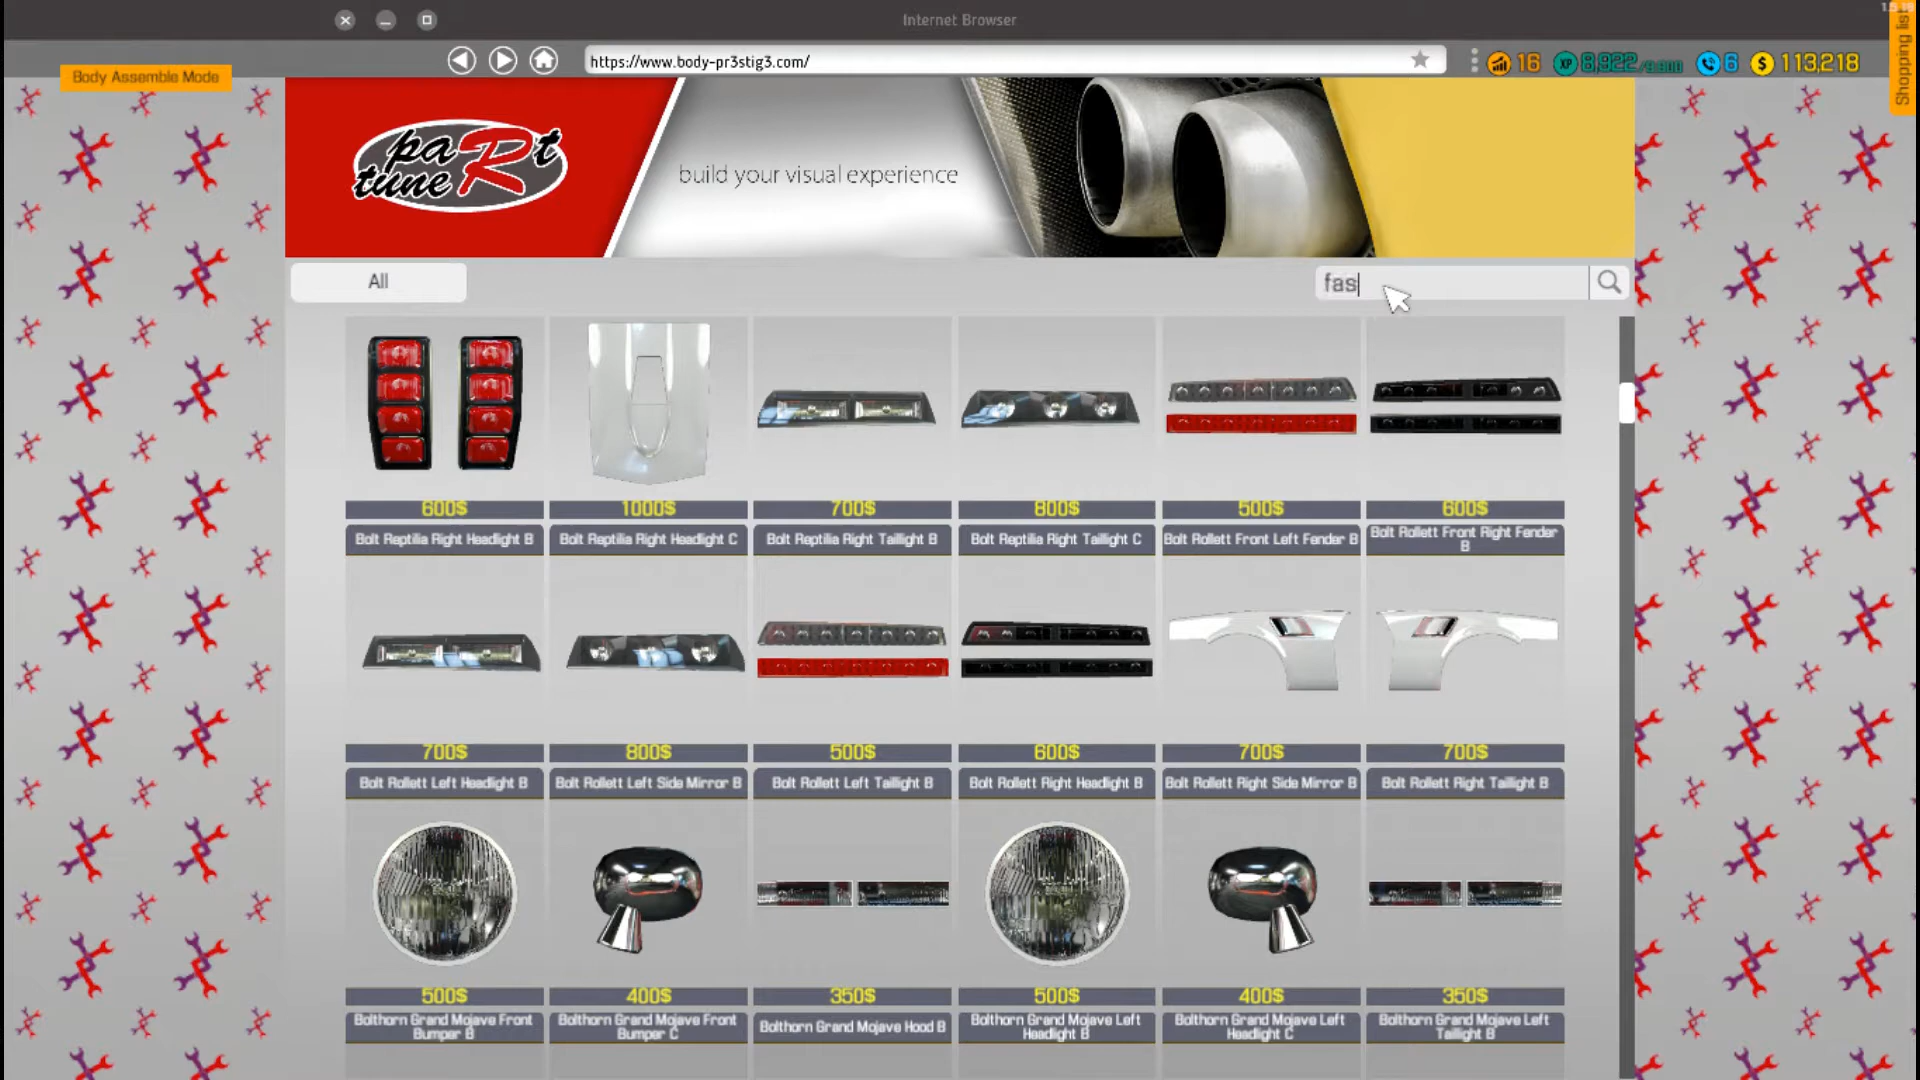 Internet Browser
1.5.19
https://www.body-pr3stig3.com/
16
XP 8,922
6
$ 113,218
Shopping list
Body Assemble Mode
paRt
tune
build your visual experience
All
fas
600$ 1000$ 700$ 800$ 500$ 600$
Bolt Reptilia Right Headlight B
Bolt Reptilia Right Headlight C
Bolt Reptilia Right Taillight B
Bolt Reptilia Right Taillight C
Bolt Rollett Front Left Fender B
Bolt Rollett Front Right Fender
B
700$ 800$ 500$ 600$ 700$ 700$
Bolt Rollett Left Headlight B
Bolt Rollett Left Side Mirror B
Bolt Rollett Left Taillight B
Bolt Rollett Right Headlight B
Bolt Rollett Right Side Mirror B
Bolt Rollett Right Taillight B
500$ 400$ 350$ 500$ 400$ 350$
Bolthorn Grand Mojave Front
Bumper B
Bolthorn Grand Mojave Front
Bumper C
Bolthorn Grand Mojave Hood B
Bolthorn Grand Mojave Left
Headlight B
Bolthorn Grand Mojave Left
Headlight C
Bolthorn Grand Mojave Left
Taillight B